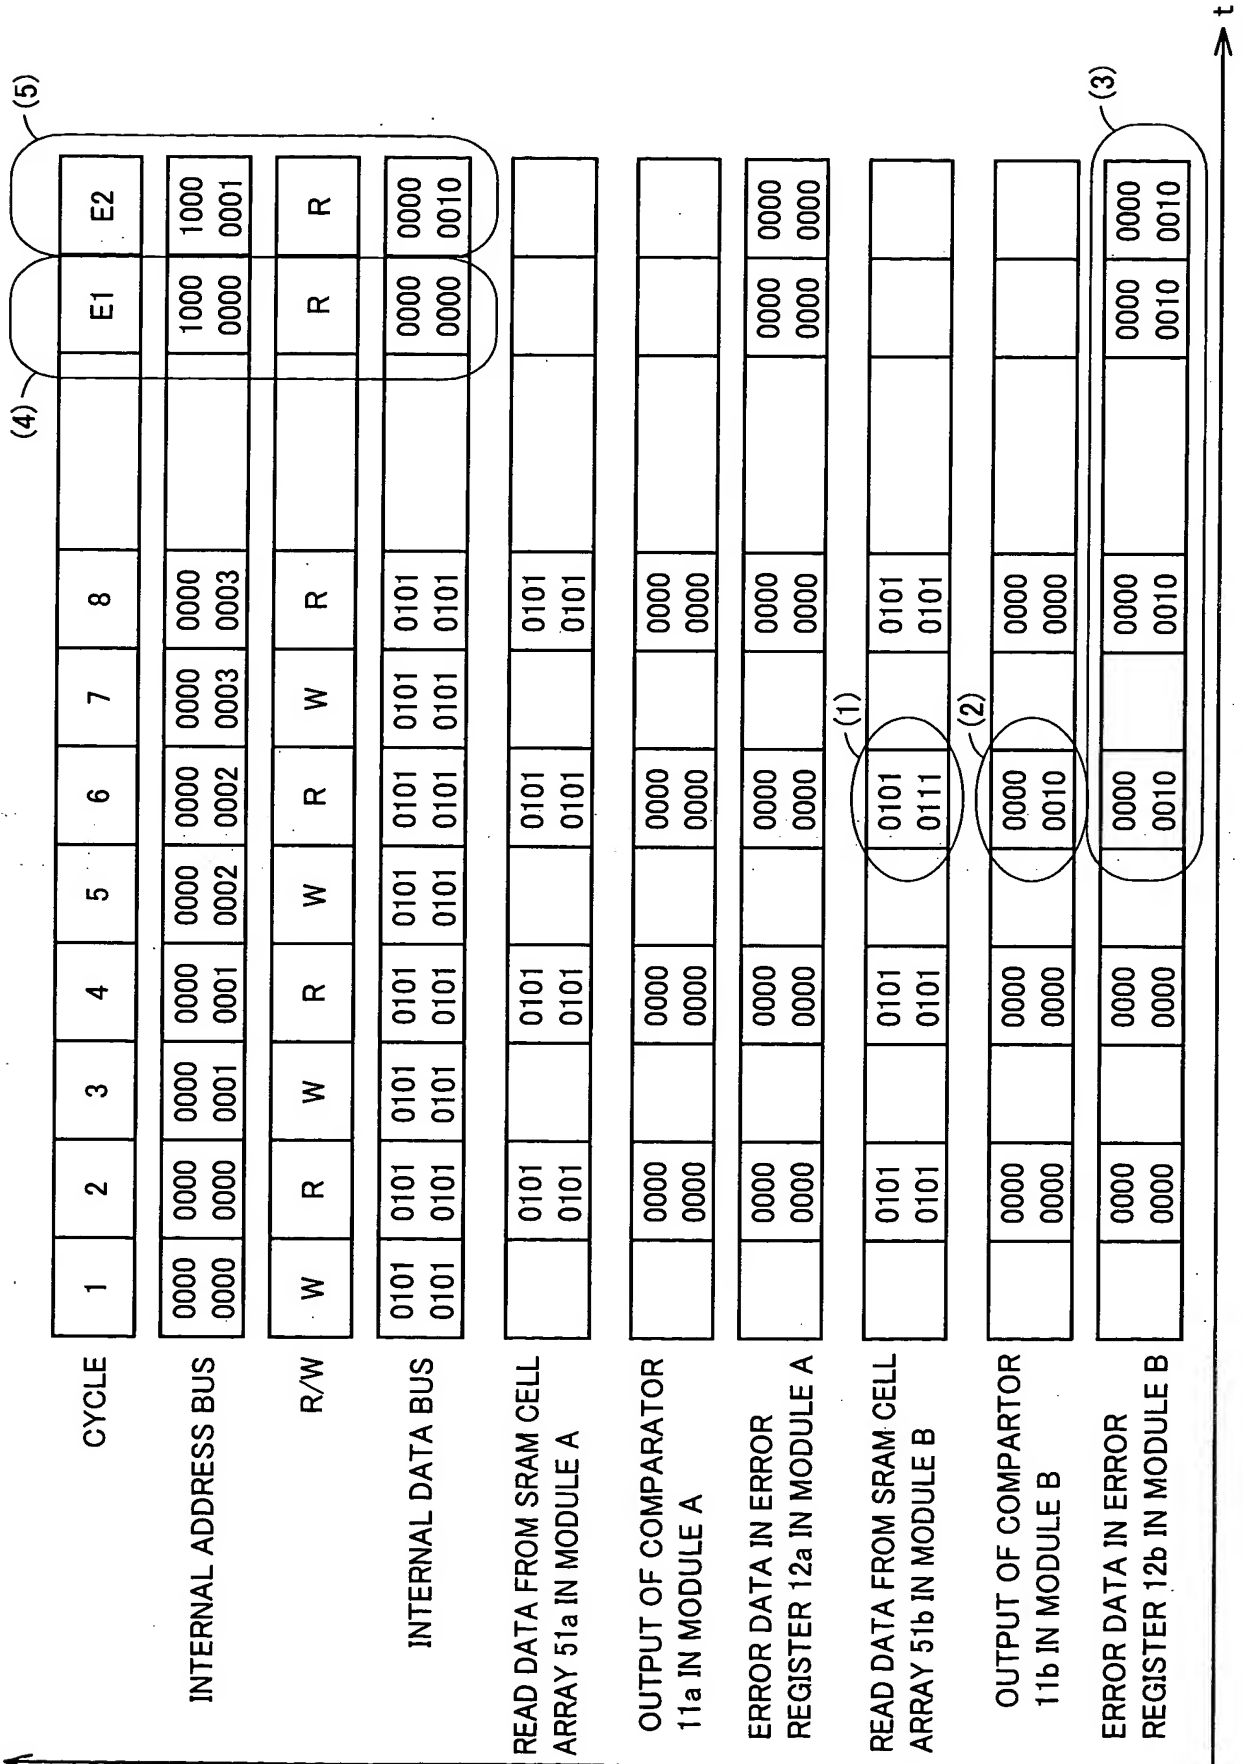 (4)
(5)
CYCLE 1 2 3 4 5 6 7 8 E1 E2
INTERNAL ADDRESS BUS
0000 0000 0000 0000 0000 0000 0000 0000 1000 1000
0000 0000 0001 0001 0002 0002 0003 0003 0000 0001
R/W W R W R W R W R R R
INTERNAL DATA BUS
0101 0101 0101 0101 0101 0101 0101 0101 0000 0000
0101 0101 0101 0101 0101 0101 0101 0101 0000 0010
READ DATA FROM SRAM CELL
ARRAY 51a IN MODULE A
0101 0101 0101 0101
0101 0101 0101 0101
OUTPUT OF COMPARATOR
11a IN MODULE A
0000 0000 0000 0000
0000 0000 0000 0000
ERROR DATA IN ERROR
REGISTER 12a IN MODULE A
0000 0000 0000 0000 0000 0000
0000 0000 0000 0000 0000 0000
(1)
READ DATA FROM SRAM CELL
ARRAY 51b IN MODULE B
0101 0101 0101 0101
0101 0101 0111 0101
(2)
OUTPUT OF COMPARTOR
11b IN MODULE B
0000 0000 0000 0000
0000 0000 0010 0000
(3)
ERROR DATA IN ERROR
REGISTER 12b IN MODULE B
0000 0000 0000 0000 0000 0000
0000 0000 0010 0010 0010 0010
t